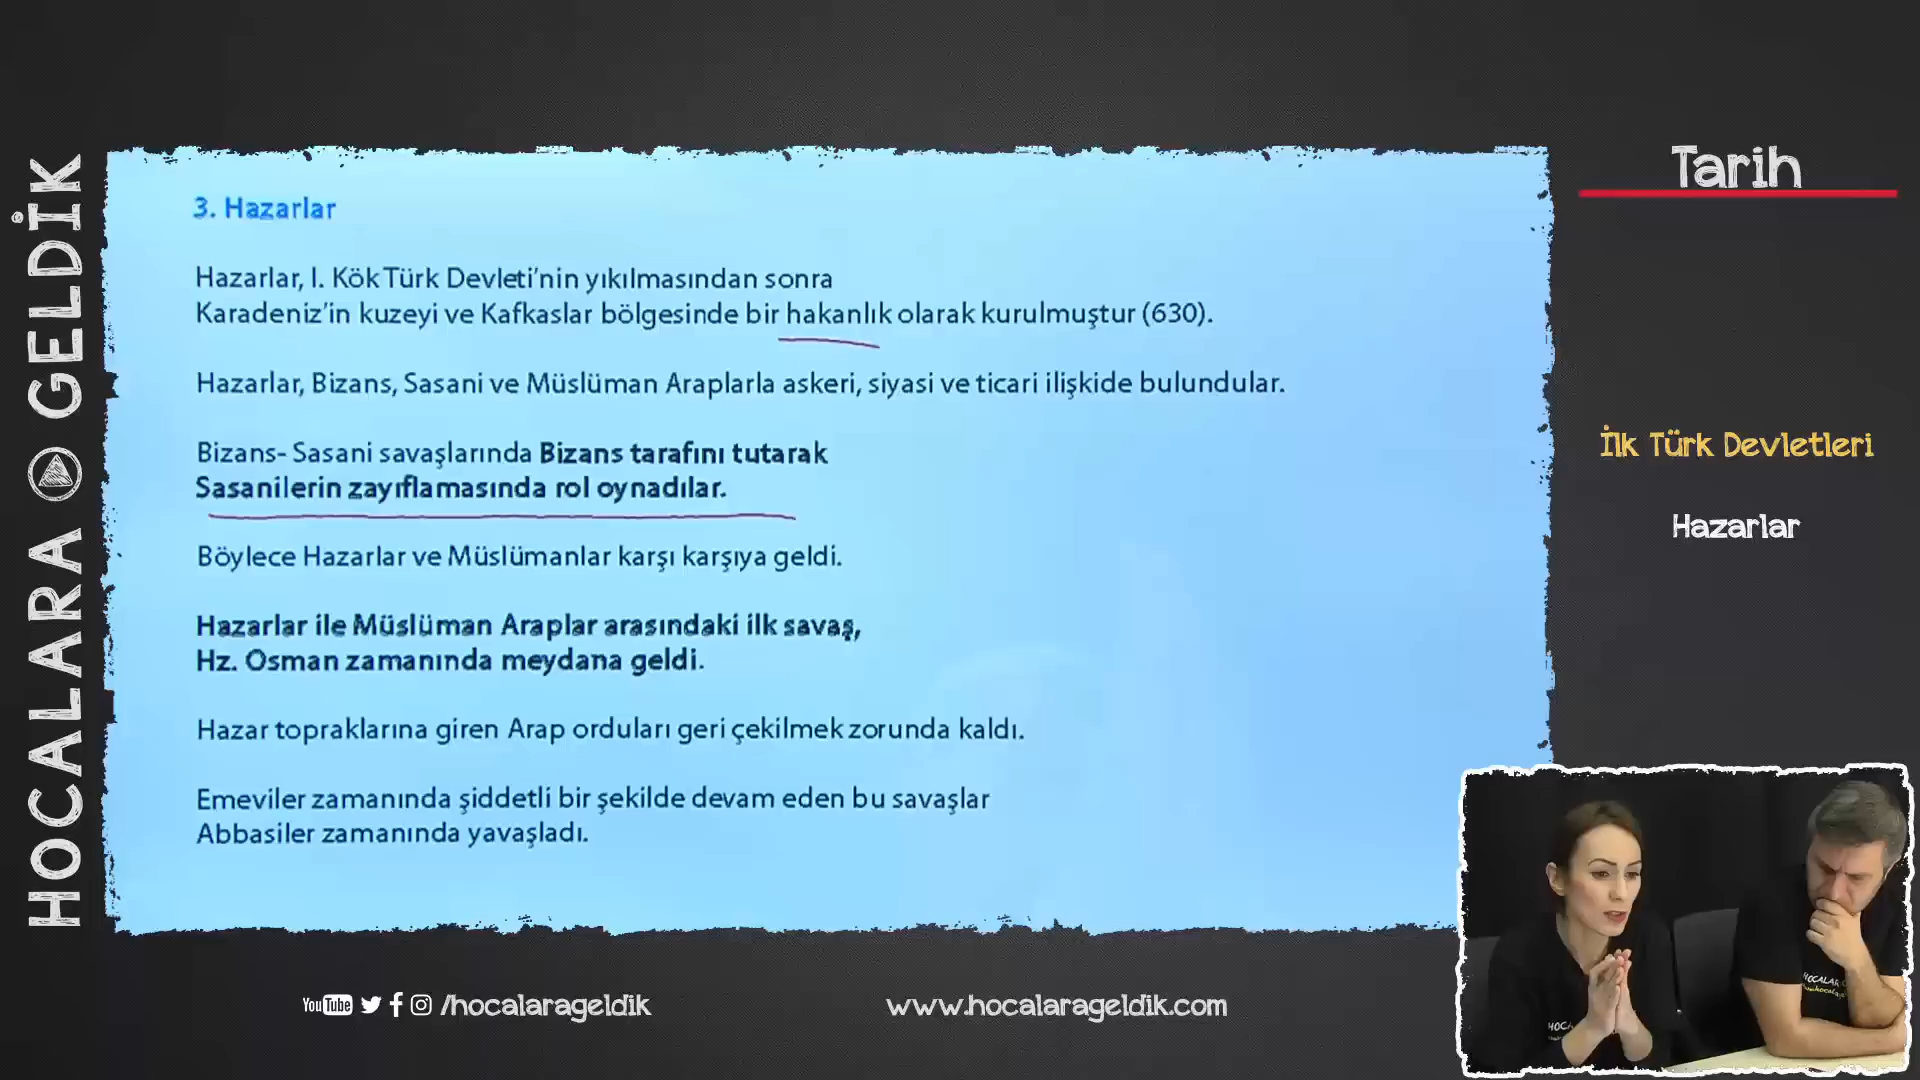 HOCALARA GELDİK
3. Hazarlar
Hazarlar, I. Kök Türk Devleti'nin yıkılmasından sonra
Karadeniz'in kuzeyi ve Kafkaslar bölgesinde bir hakanlık olarak kurulmuştur (630).
Hazarlar, Bizans, Sasani ve Müslüman Araplarla askeri, siyasi ve ticari ilişkide bulundular.
Bizans- Sasani savaşlarında Bizans tarafını tutarak
Sasanilerin zayıflamasında rol oynadılar.
Böylece Hazarlar ve Müslümanlar karşı karşıya geldi.
Hazarlar ile Müslüman Araplar arasındaki ilk savaş,
Hz. Osman zamanında meydana geldi.
Hazar topraklarına giren Arap orduları geri çekilmek zorunda kaldı.
Emeviler zamanında şiddetli bir şekilde devam eden bu savaşlar
Abbasiler zamanında yavaşladı.
Tarih
İlk Türk Devletleri
Hazarlar
YouTube /hocalarageldik
www.hocalarageldik.com